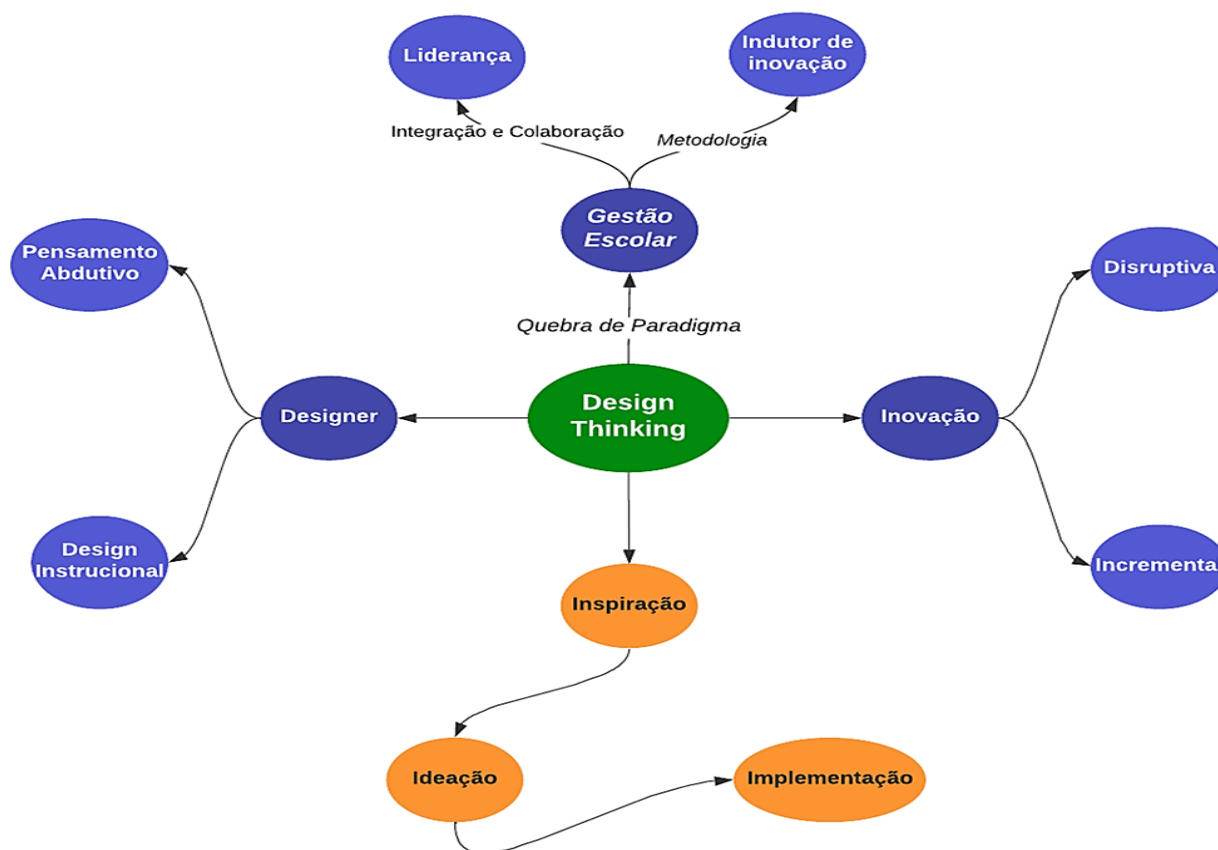 Liderança
Indutor de
inovação
Integração e Colaboração
Metodologia
Gestão
Escolar
Pensamento
Abdutivo
Disruptiva
Quebra de Paradigma
Design
Thinking
Designer
Inovação
Design
Instrucional
Incrementa
Inspiração
Ideação
Implementação